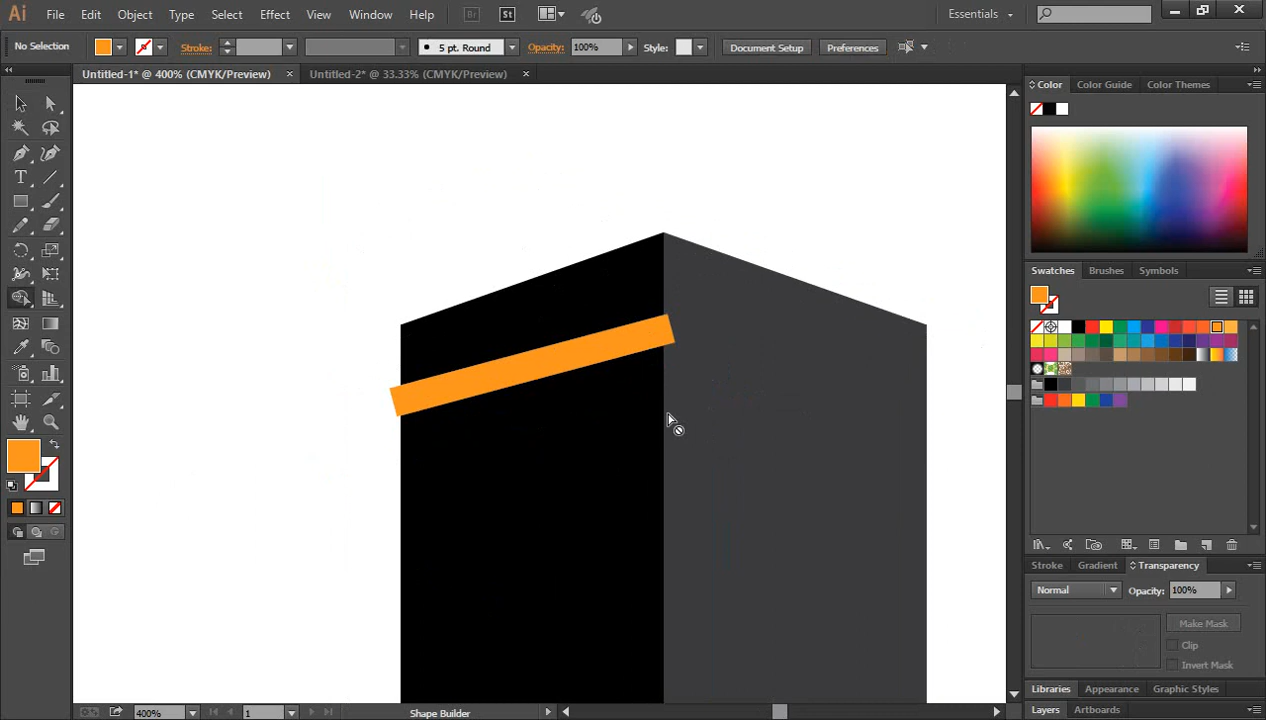 Ai File Edit Object Type Select Effect View Window Help Br St Essentials
No Selection Stroke: 5 pt. Round Opacity: 100% Style: Document Setup Preferences
Untitled-1* @ 400% (CMYK/Preview) × Untitled-2* @ 33.33% (CMYK/Preview) ×
Color Color Guide Color Themes
Swatches Brushes Symbols
Stroke Gradient Transparency
Normal Opacity: 100%
Make Mask
Clip
Invert Mask
Libraries Appearance Graphic Styles
Layers Artboards
400% 1 Shape Builder